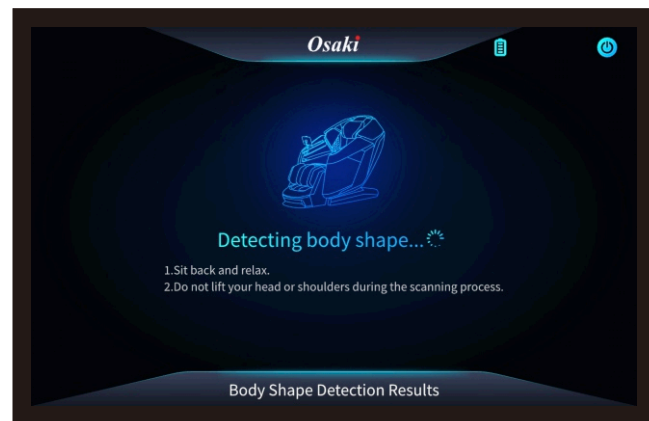 Osaki
Detecting body shape...
1.Sit back and relax.
2.Do not lift your head or shoulders during the scanning process.
Body Shape Detection Results